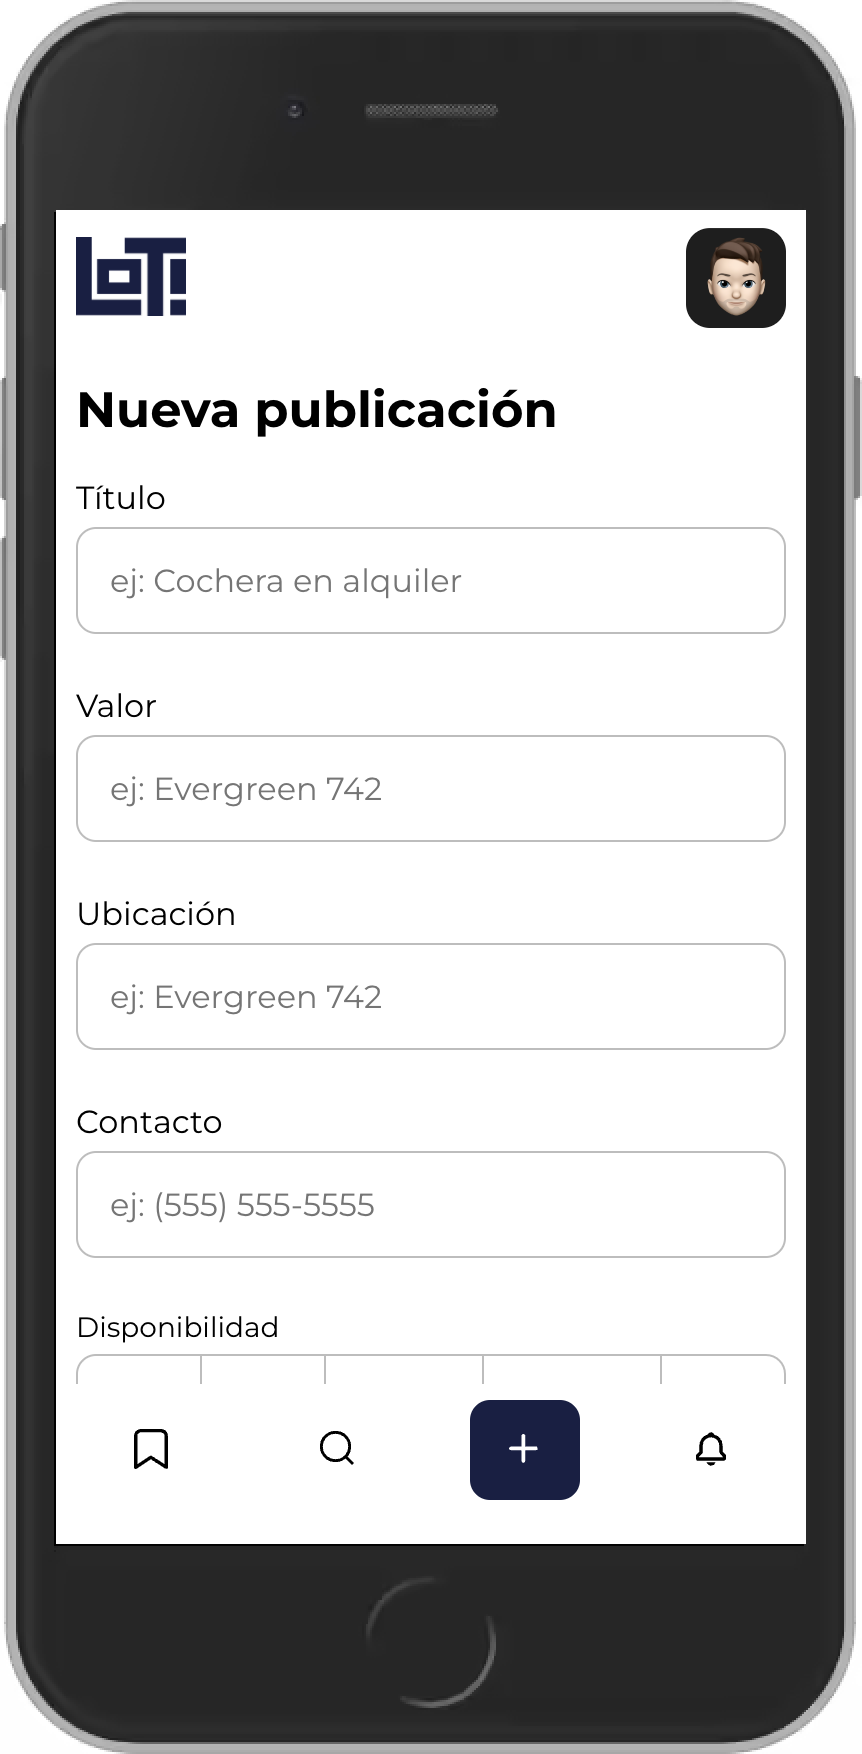 LOT!
Nueva publicación
Título
ej: Cochera en alquiler
Valor
ej: Evergreen 742
Ubicación
ej: Evergreen 742
Contacto
ej: (555) 555-5555
Disponibilidad